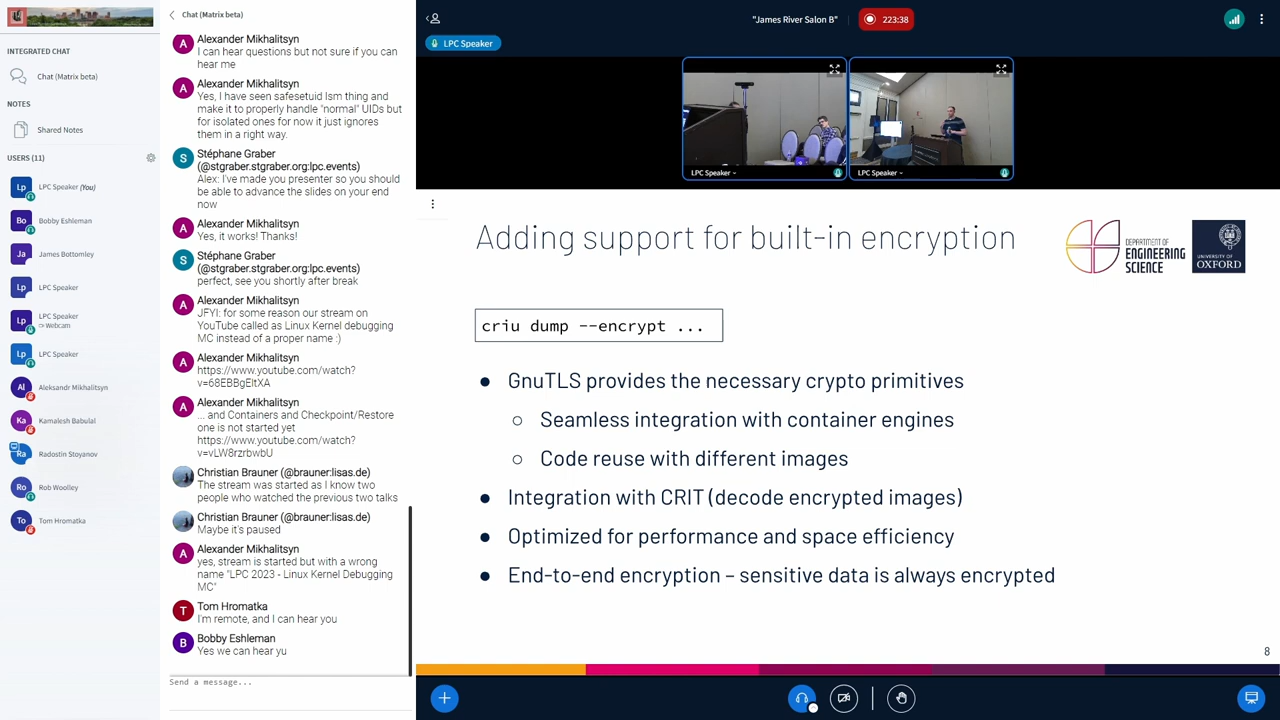 INTEGRATED CHAT
Chat (Matrix beta)
NOTES
Shared Notes
USERS (11)
Lp LPC Speaker (You)
Bo Bobby Eshleman
Ja James Bottomley
Lp LPC Speaker
Lp LPC Speaker
Webcam
Lp LPC Speaker
Al Aleksandr Mikhalitsyn
Ka Kamalesh Babulal
Ra Radostin Stoyanov
Ro Rob Woolley
To Tom Hromatka
Chat (Matrix beta)
A Alexander Mikhalitsyn
I can hear questions but not sure if you can
hear me
A Alexander Mikhalitsyn
Yes, I have seen safesetuid lsm thing and
make it to properly handle "normal" UIDs but
for isolated ones for now it just ignores
them in a right way.
S Stéphane Graber
(@stgraber.stgraber.org:lpc.events)
Alex: I've made you presenter so you should
be able to advance the slides on your end
now
A Alexander Mikhalitsyn
Yes, it works! Thanks!
S Stéphane Graber
(@stgraber.stgraber.org:lpc.events)
perfect, see you shortly after break
A Alexander Mikhalitsyn
JFYI: for some reason our stream on
YouTube called as Linux Kernel debugging
MC instead of a proper name :)
A Alexander Mikhalitsyn
https://www.youtube.com/watch?
v=68EBBgEltXA
A Alexander Mikhalitsyn
... and Containers and Checkpoint/Restore
one is not started yet
https://www.youtube.com/watch?
v=vLW8rzrbwbU
Christian Brauner (@brauner:lisas.de)
The stream was started as I know two
people who watched the previous two talks
Christian Brauner (@brauner:lisas.de)
Maybe it's paused
A Alexander Mikhalitsyn
yes, stream is started but with a wrong
name "LPC 2023 - Linux Kernel Debugging
MC"
T Tom Hromatka
I'm remote, and I can hear you
B Bobby Eshleman
Yes we can hear yu
Send a message...
"James River Salon B"
223:38
LPC Speaker
LPC Speaker
LPC Speaker
Adding support for built-in encryption
DEPARTMENT OF
ENGINEERING
SCIENCE
UNIVERSITY OF
OXFORD
criu dump --encrypt ...
● GnuTLS provides the necessary crypto primitives
○ Seamless integration with container engines
○ Code reuse with different images
● Integration with CRIT (decode encrypted images)
● Optimized for performance and space efficiency
● End-to-end encryption – sensitive data is always encrypted
8